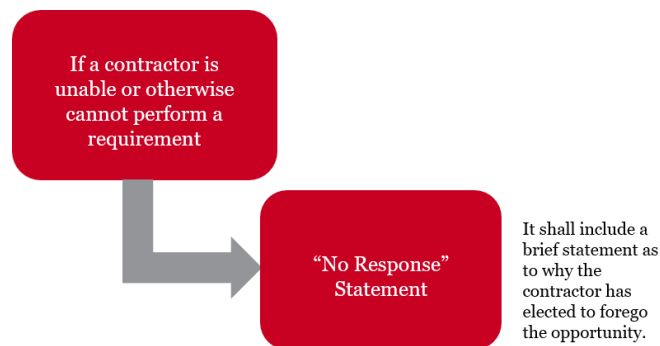 If a contractor is
unable or otherwise
cannot perform a
requirement
“No Response”
Statement
It shall include a
brief statement as
to why the
contractor has
elected to forego
the opportunity.